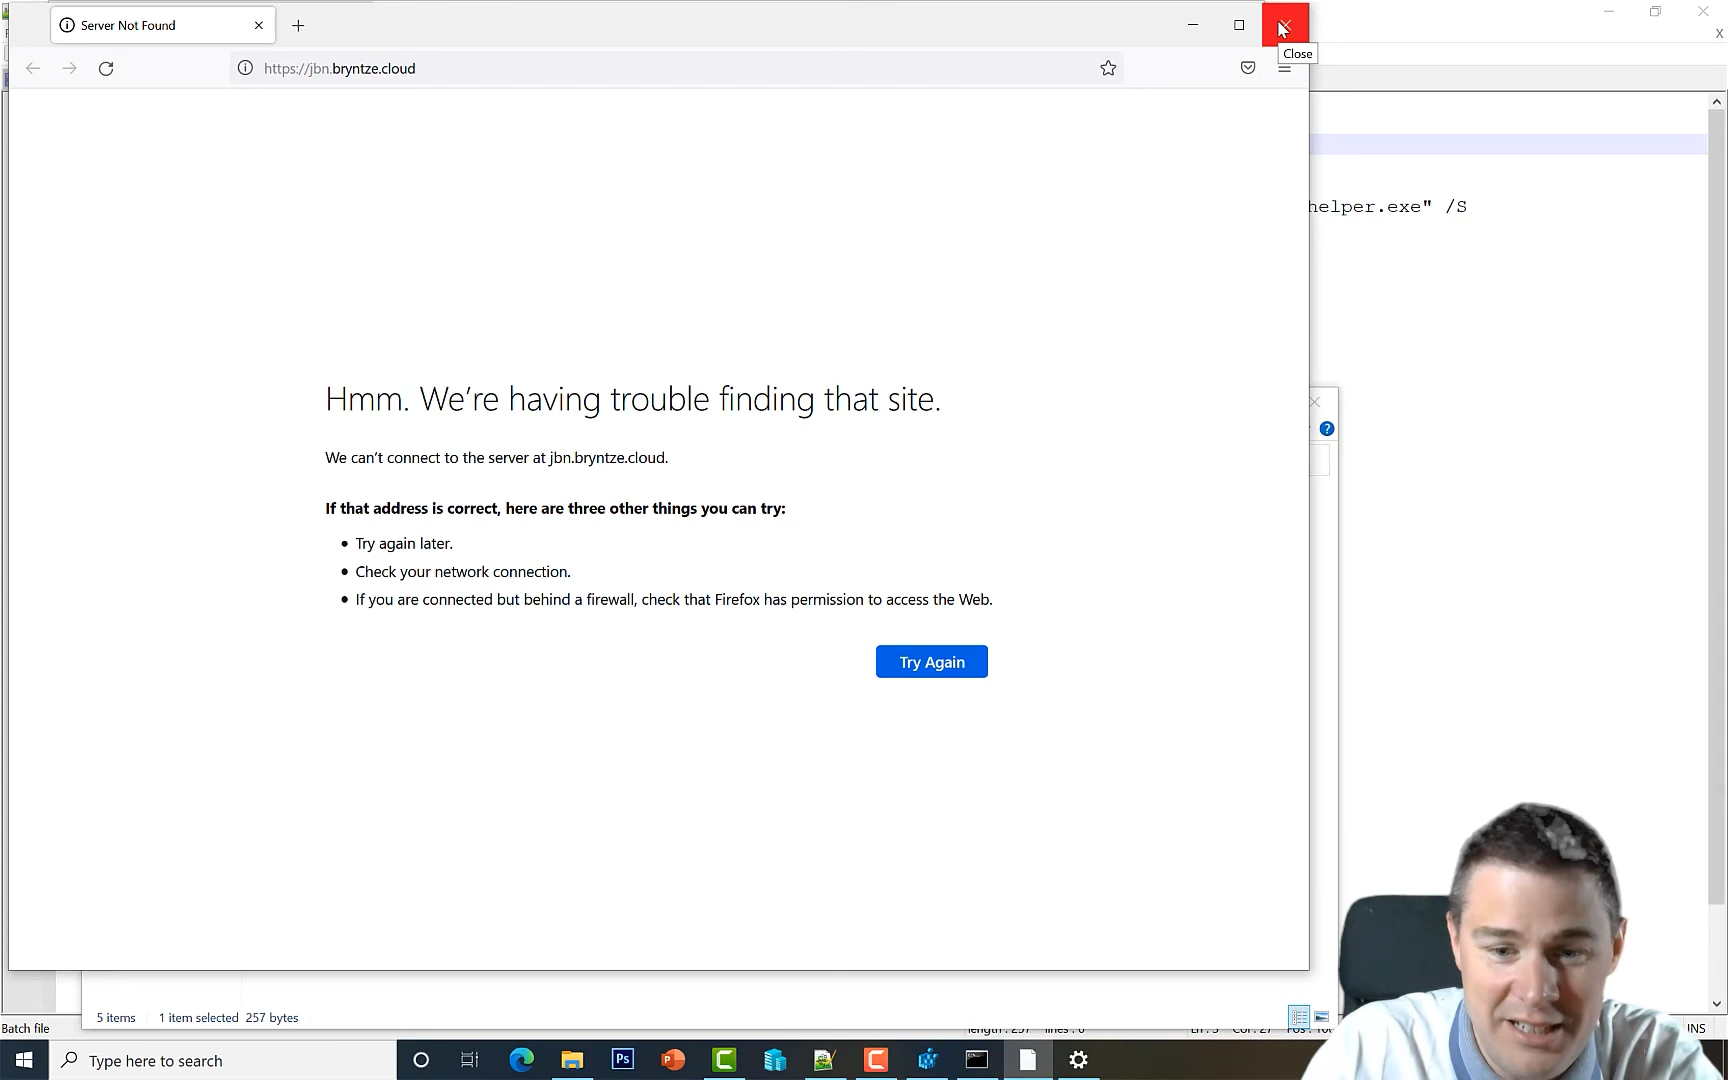 Server Not Found
Close
https://jbn.bryntze.cloud
helper.exe" /S
Hmm. We're having trouble finding that site.
We can't connect to the server at jbn.bryntze.cloud.
If that address is correct, here are three other things you can try:
Try again later.
Check your network connection.
If you are connected but behind a firewall, check that Firefox has permission to access the Web.
Try Again
5 items 1 item selected 257 bytes
Batch file
INS
Type here to search
Ps